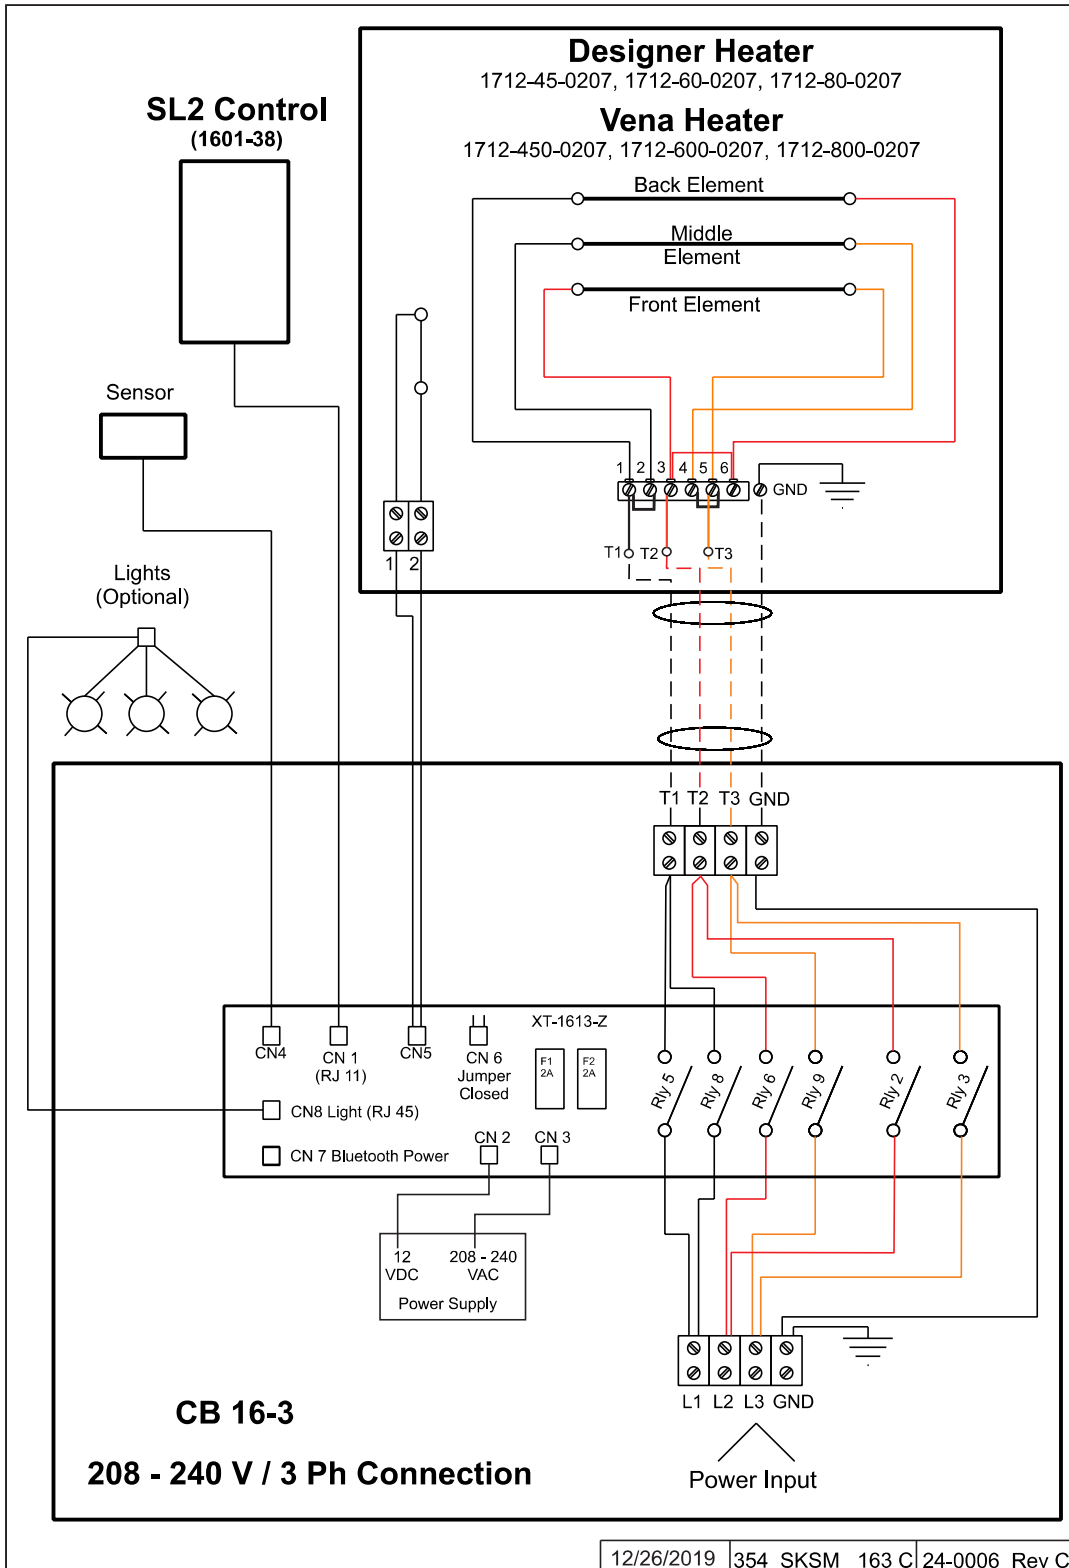 Designer Heater
1712-45-0207, 1712-60-0207, 1712-80-0207
Vena Heater
1712-450-0207, 1712-600-0207, 1712-800-0207
SL2 Control
(1601-38)
Back Element
Middle
Element
Front Element
Sensor
1 2 3 4 5 6
GND
T1 T2 T3
1 2
Lights
(Optional)
T1 T2 T3 GND
XT-1613-Z
CN4
CN 1
(RJ 11)
CN5
CN 6
Jumper
Closed
F1
2A
F2
2A
Rly 5
Rly 8
Rly 6
Rly 9
Rly 2
Rly 3
CN8 Light (RJ 45)
CN 7 Bluetooth Power
CN 2
CN 3
12
VDC
208 - 240
VAC
Power Supply
L1 L2 L3 GND
Power Input
CB 16-3
208 - 240 V / 3 Ph Connection
12/26/2019 354 SKSM 163 C 24-0006 Rev C